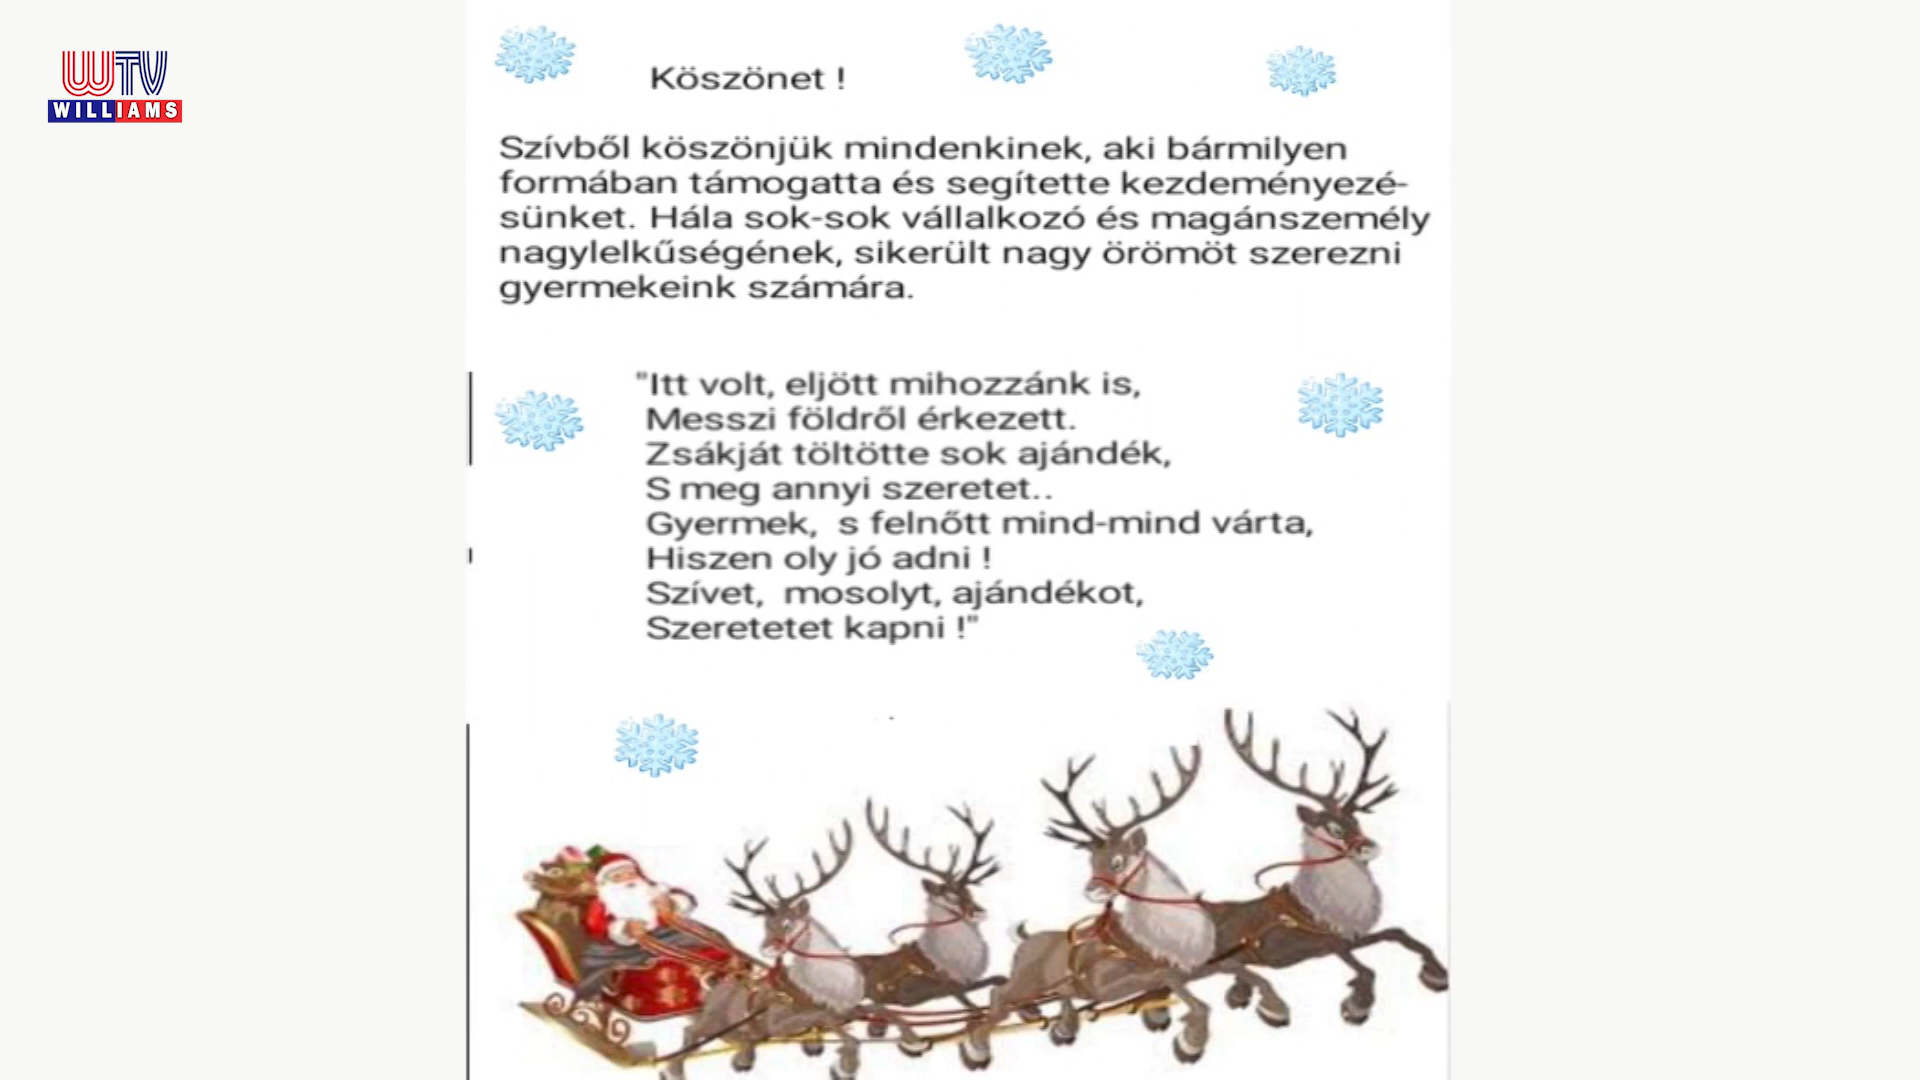 WTV
WILLIAMS
Köszönet !
Szívből köszönjük mindenkinek, aki bármilyen
formában támogatta és segítette kezdeményezé-
sünket. Hála sok-sok vállalkozó és magánszemély
nagylelkűségének, sikerült nagy örömöt szerezni
gyermekeink számára.
"Itt volt, eljött mihozzánk is,
Messzi földről érkezett.
Zsákját töltötte sok ajándék,
S meg annyi szeretet..
Gyermek,  s felnőtt mind-mind várta,
Hiszen oly jó adni !
Szívet,  mosolyt, ajándékot,
Szeretetet kapni !"